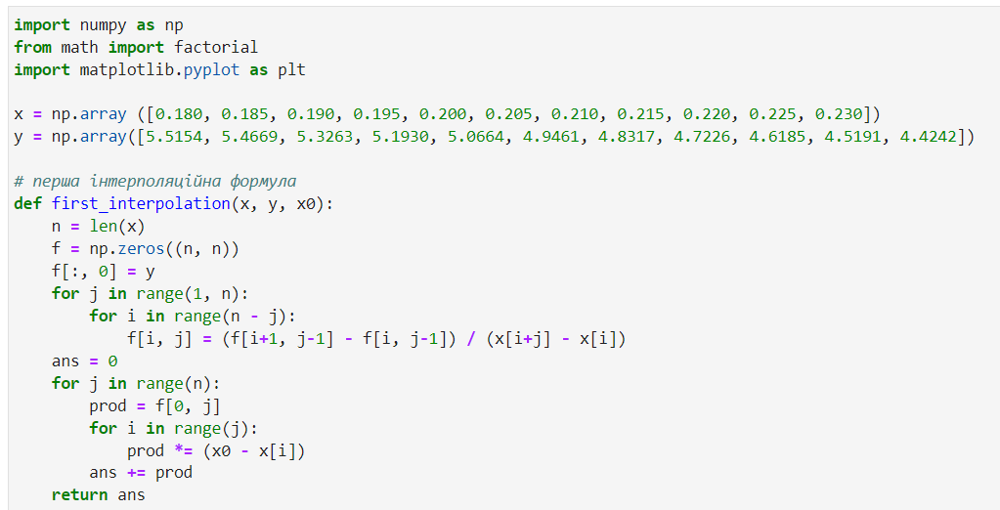 import numpy as np
from math import factorial
import matplotlib.pyplot as plt
x = np.array ([0.180, 0.185, 0.190, 0.195, 0.200, 0.205, 0.210, 0.215, 0.220, 0.225, 0.230])
y = np.array([5.5154, 5.4669, 5.3263, 5.1930, 5.0664, 4.9461, 4.8317, 4.7226, 4.6185, 4.5191, 4.4242])
# перша інтерполяційна формула
def first_interpolation(x, y, x0):
    n = len(x)
    f = np.zeros((n, n))
    f[:, 0] = y
    for j in range(1, n):
        for i in range(n - j):
            f[i, j] = (f[i+1, j-1] - f[i, j-1]) / (x[i+j] - x[i])
    ans = 0
    for j in range(n):
        prod = f[0, j]
        for i in range(j):
            prod *= (x0 - x[i])
        ans += prod
    return ans